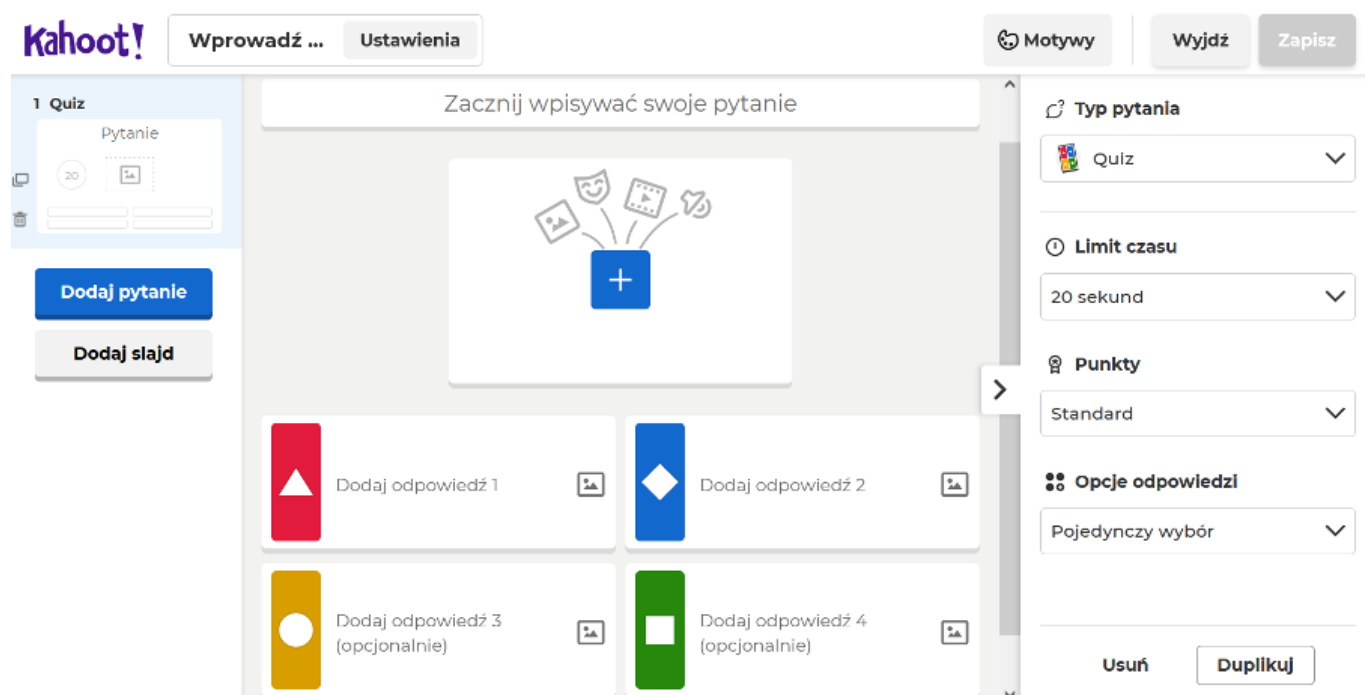 Kahoot!
Wprowadź ...
Ustawienia
Motywy
Wyjdź
Zapisz
1 Quiz
Pytanie
20
Dodaj pytanie
Dodaj slajd
Zacznij wpisywać swoje pytanie
Dodaj odpowiedź 1
Dodaj odpowiedź 2
Dodaj odpowiedź 3
(opcjonalnie)
Dodaj odpowiedź 4
(opcjonalnie)
Typ pytania
Quiz
Limit czasu
20 sekund
Punkty
Standard
Opcje odpowiedzi
Pojedynczy wybór
Usuń
Duplikuj